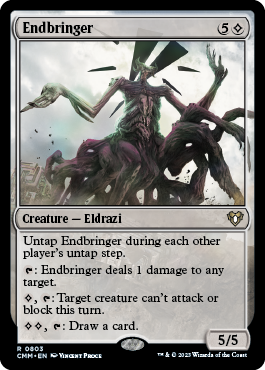 Endbringer 5
Creature — Eldrazi
Untap Endbringer during each other
player's untap step.
: Endbringer deals 1 damage to any
target.
, : Target creature can't attack or
block this turn.
, : Draw a card.
5/5
R 0803
CMM • EN VINCENT PROCE
™ & © 2023 Wizards of the Coast